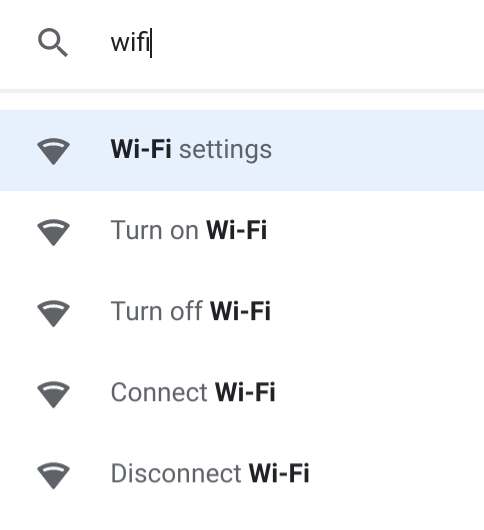 wifi
Wi-Fi settings
Turn on Wi-Fi
Turn off Wi-Fi
Connect Wi-Fi
Disconnect Wi-Fi